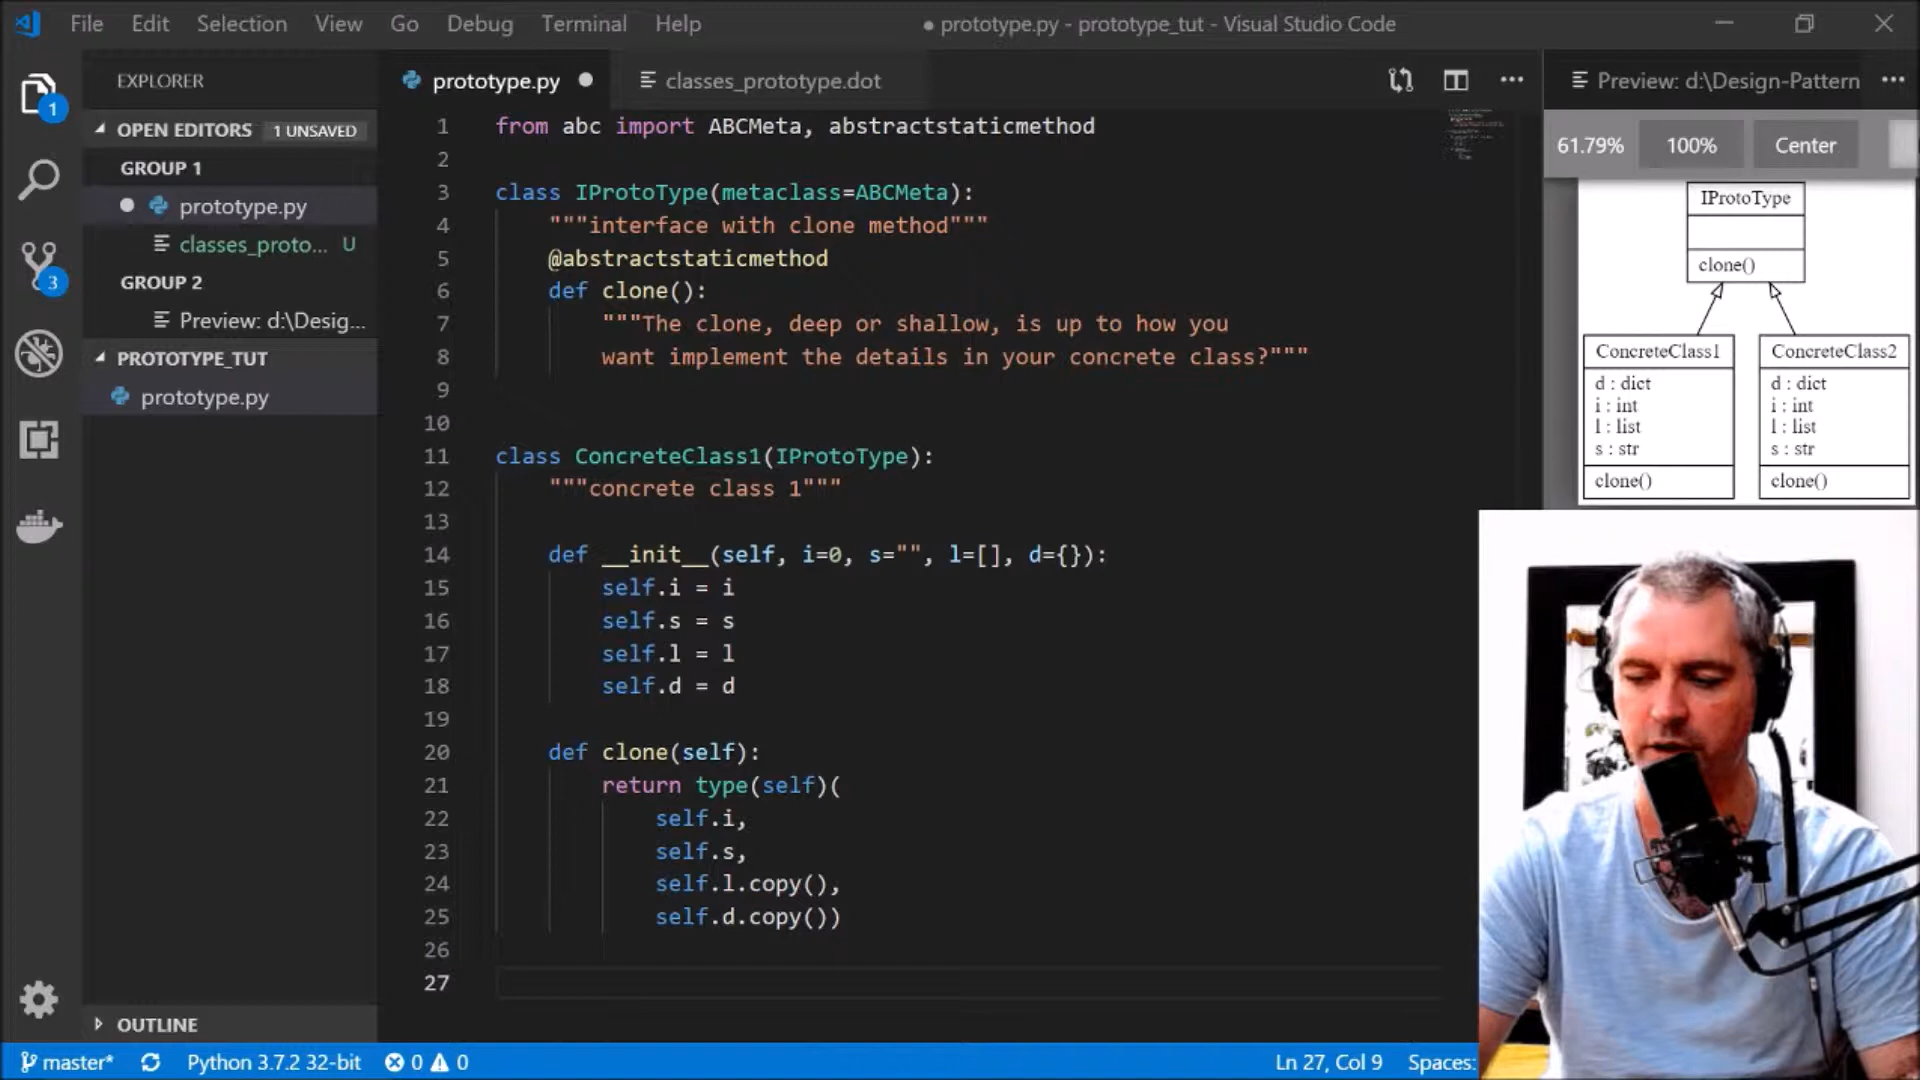 File Edit Selection View Go Debug Terminal Help
● prototype.py - prototype_tut - Visual Studio Code
EXPLORER
OPEN EDITORS 1 UNSAVED
GROUP 1
prototype.py
classes_proto... U
GROUP 2
Preview: d:\Desig...
PROTOTYPE_TUT
prototype.py
OUTLINE
1
3
prototype.py
classes_prototype.dot
1 from abc import ABCMeta, abstractstaticmethod
2
3 class IProtoType(metaclass=ABCMeta):
4 """interface with clone method"""
5 @abstractstaticmethod
6 def clone():
7 """The clone, deep or shallow, is up to how you
8 want implement the details in your concrete class?"""
9
10
11 class ConcreteClass1(IProtoType):
12 """concrete class 1"""
13
14 def __init__(self, i=0, s="", l=[], d={}):
15 self.i = i
16 self.s = s
17 self.l = l
18 self.d = d
19
20 def clone(self):
21 return type(self)(
22 self.i,
23 self.s,
24 self.l.copy(),
25 self.d.copy())
26
27
Preview: d:\Design-Pattern
61.79% 100% Center
IProtoType
clone()
ConcreteClass1
d : dict
i : int
l : list
s : str
clone()
ConcreteClass2
d : dict
i : int
l : list
s : str
clone()
master* Python 3.7.2 32-bit 0 0 Ln 27, Col 9 Spaces: